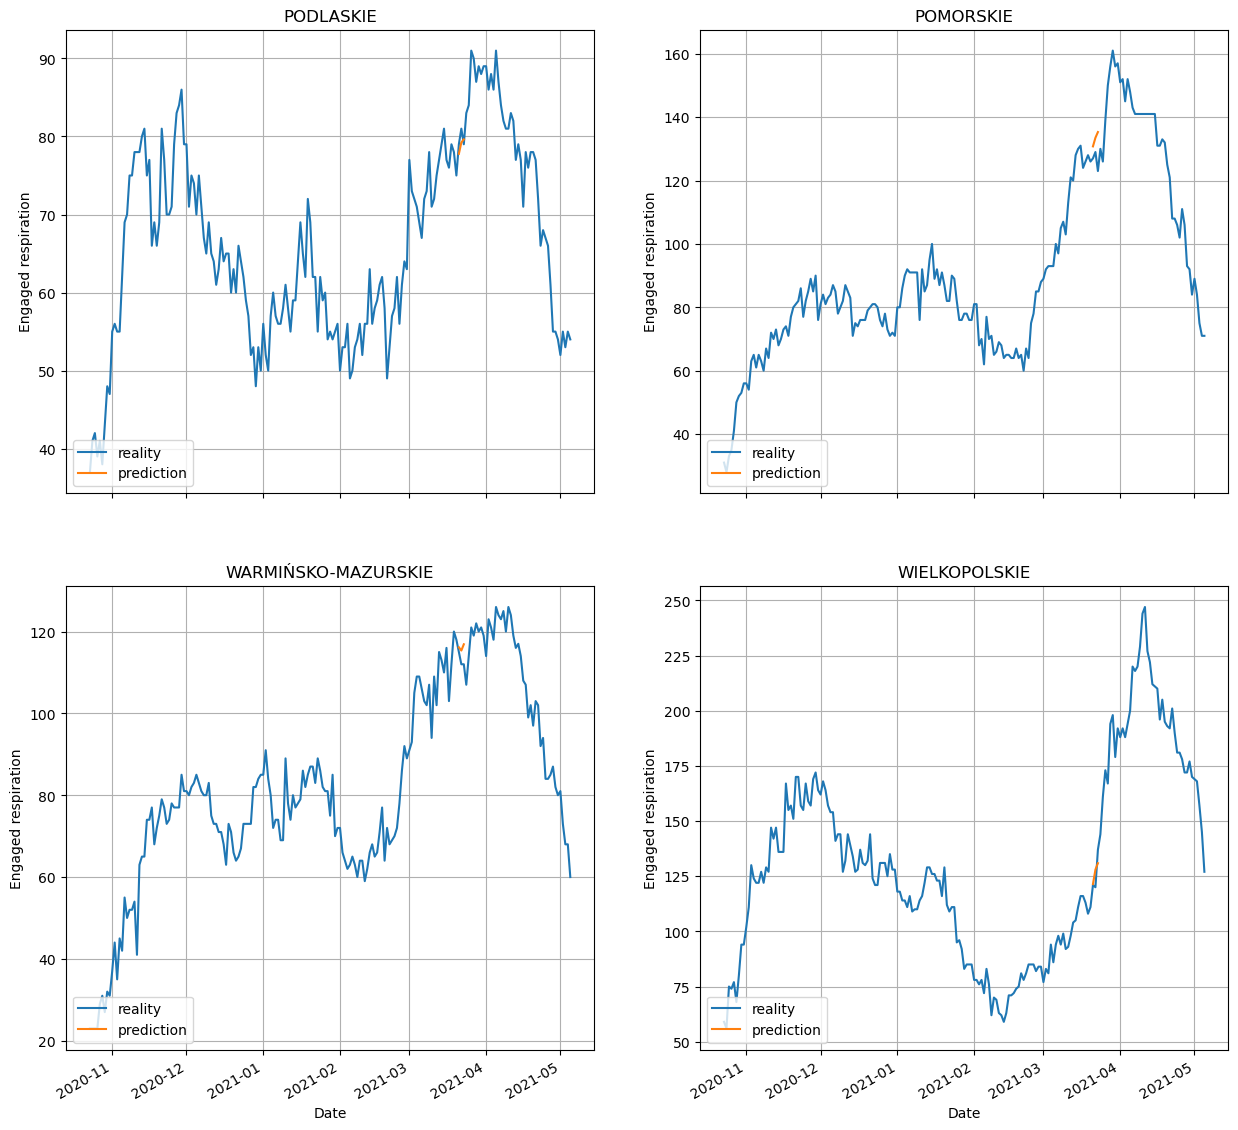 PODLASKIE
Engaged respiration
90
80
70
60
50
40
reality
prediction
POMORSKIE
Engaged respiration
160
140
120
100
80
60
40
reality
prediction
WARMIŃSKO-MAZURSKIE
Engaged respiration
120
100
80
60
40
20
reality
prediction
2020-11 2020-12 2021-01 2021-02 2021-03 2021-04 2021-05
Date
WIELKOPOLSKIE
Engaged respiration
250
225
200
175
150
125
100
75
50
reality
prediction
2020-11 2020-12 2021-01 2021-02 2021-03 2021-04 2021-05
Date